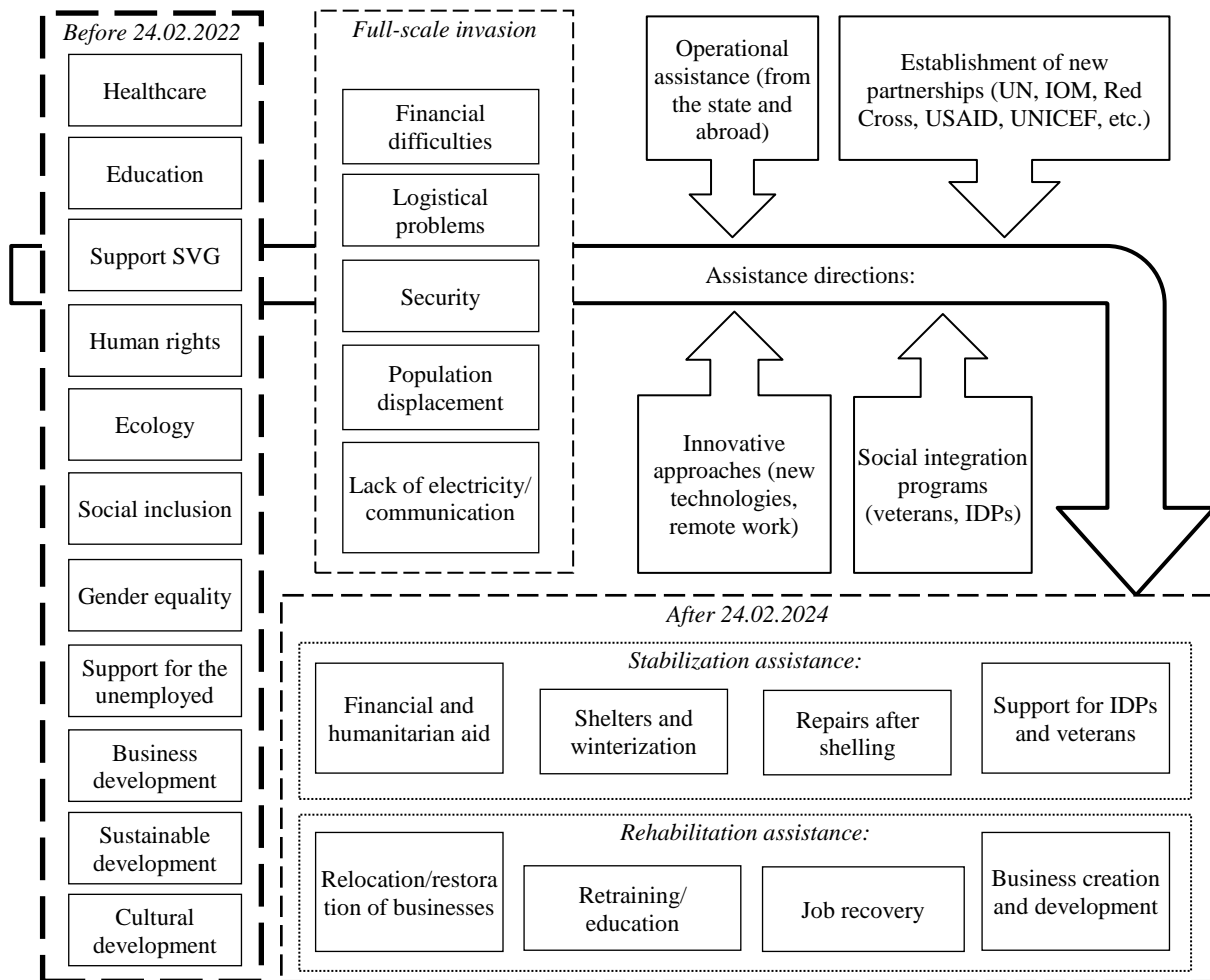 Before 24.02.2022
Healthcare
Education
Support SVG
Human rights
Ecology
Social inclusion
Gender equality
Support for the
unemployed
Business
development
Sustainable
development
Cultural
development
Full-scale invasion
Financial
difficulties
Logistical
problems
Security
Population
displacement
Lack of electricity/
communication
Operational
assistance (from
the state and
abroad)
Establishment of new
partnerships (UN, IOM, Red
Cross, USAID, UNICEF, etc.)
Assistance directions:
Innovative
approaches (new
technologies,
remote work)
Social integration
programs
(veterans, IDPs)
After 24.02.2024
Stabilization assistance:
Financial and
humanitarian aid
Shelters and
winterization
Repairs after
shelling
Support for IDPs
and veterans
Rehabilitation assistance:
Relocation/restora
tion of businesses
Retraining/
education
Job recovery
Business creation
and development